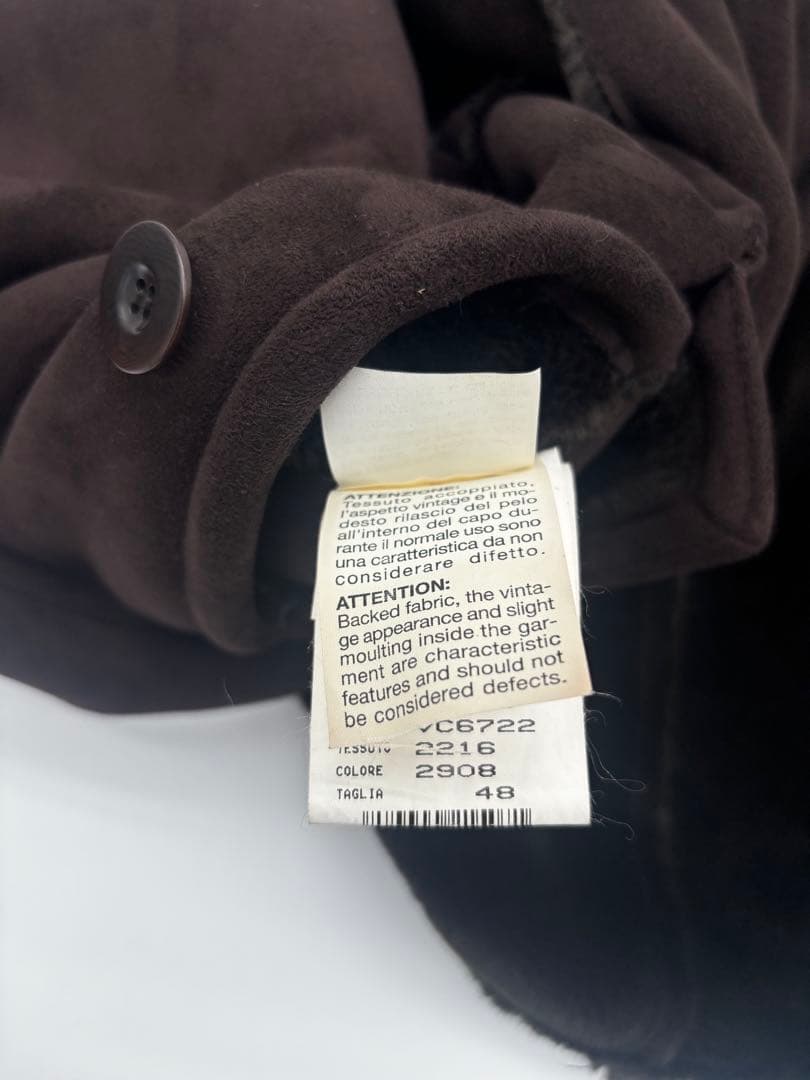 ATTENZIONE:
Tessuto accoppiato,
l'aspetto vintage e il mo-
desto rilascio del pelo
all'interno del capo du-
rante il normale uso sono
una caratteristica da non
considerare difetto.
ATTENTION:
Backed fabric, the vinta-
ge appearance and slight
moulting inside the gar-
ment are characteristic
features and should not
be considered defects.
VC6722
TESSUTO 2216
COLORE 2908
TAGLIA 48